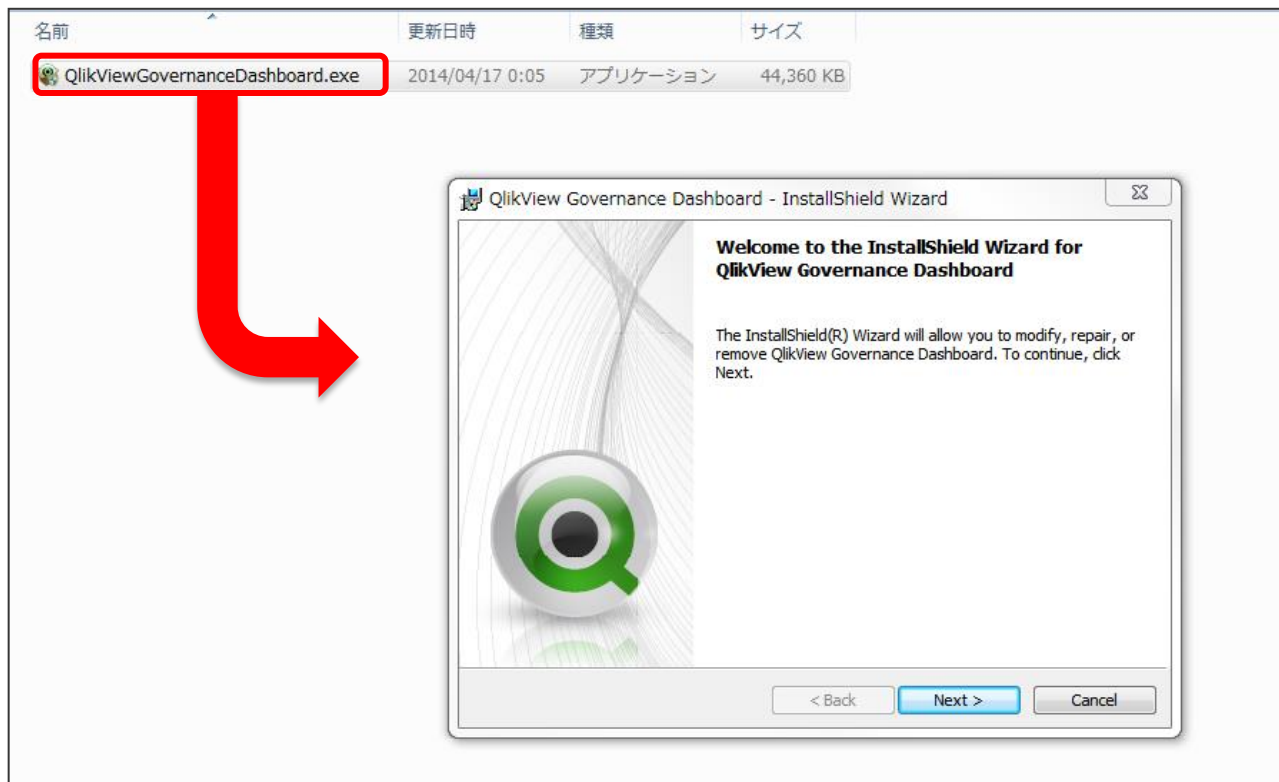 名前 更新日時 種類 サイズ
QlikViewGovernanceDashboard.exe 2014/04/17 0:05 アプリケーション 44,360 KB
QlikView Governance Dashboard - InstallShield Wizard
Welcome to the InstallShield Wizard for
QlikView Governance Dashboard
The InstallShield(R) Wizard will allow you to modify, repair, or
remove QlikView Governance Dashboard. To continue, click
Next.
< Back Next > Cancel